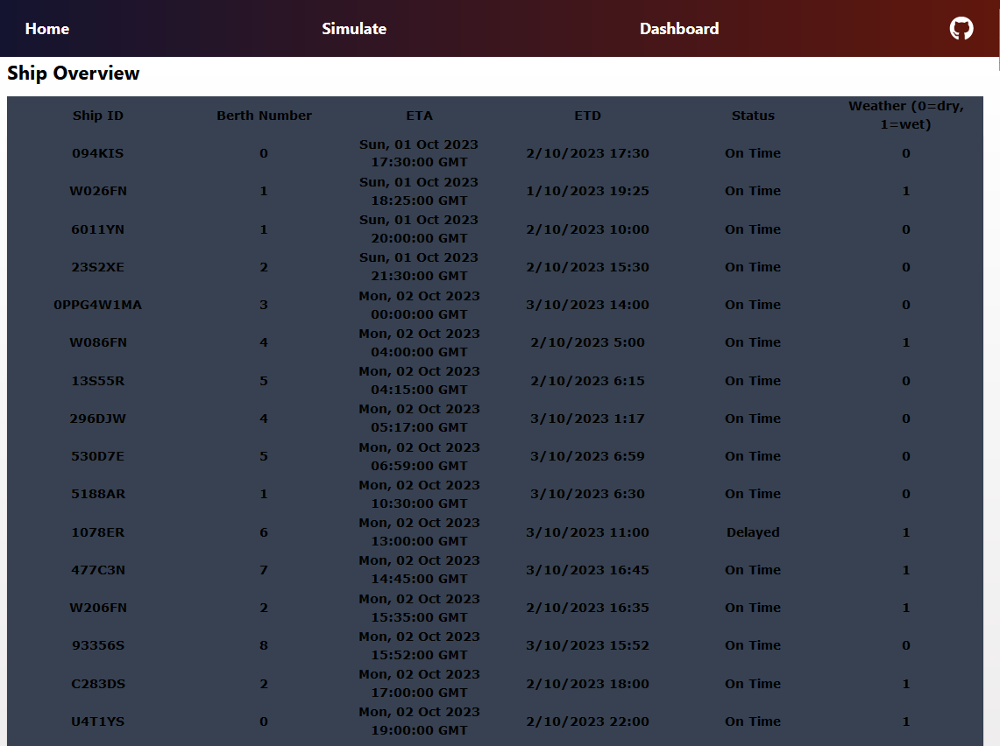 Home Simulate Dashboard
Ship Overview
Ship ID Berth Number ETA ETD Status Weather (0=dry, 1=wet)
094KIS 0 Sun, 01 Oct 2023 17:30:00 GMT 2/10/2023 17:30 On Time 0
W026FN 1 Sun, 01 Oct 2023 18:25:00 GMT 1/10/2023 19:25 On Time 1
6011YN 1 Sun, 01 Oct 2023 20:00:00 GMT 2/10/2023 10:00 On Time 0
23S2XE 2 Sun, 01 Oct 2023 21:30:00 GMT 2/10/2023 15:30 On Time 0
0PPG4W1MA 3 Mon, 02 Oct 2023 00:00:00 GMT 3/10/2023 14:00 On Time 0
W086FN 4 Mon, 02 Oct 2023 04:00:00 GMT 2/10/2023 5:00 On Time 1
13S55R 5 Mon, 02 Oct 2023 04:15:00 GMT 2/10/2023 6:15 On Time 0
296DJW 4 Mon, 02 Oct 2023 05:17:00 GMT 3/10/2023 1:17 On Time 0
530D7E 5 Mon, 02 Oct 2023 06:59:00 GMT 3/10/2023 6:59 On Time 0
5188AR 1 Mon, 02 Oct 2023 10:30:00 GMT 3/10/2023 6:30 On Time 0
1078ER 6 Mon, 02 Oct 2023 13:00:00 GMT 3/10/2023 11:00 Delayed 1
477C3N 7 Mon, 02 Oct 2023 14:45:00 GMT 3/10/2023 16:45 On Time 1
W206FN 2 Mon, 02 Oct 2023 15:35:00 GMT 2/10/2023 16:35 On Time 1
93356S 8 Mon, 02 Oct 2023 15:52:00 GMT 3/10/2023 15:52 On Time 0
C283DS 2 Mon, 02 Oct 2023 17:00:00 GMT 2/10/2023 18:00 On Time 1
U4T1YS 0 Mon, 02 Oct 2023 19:00:00 GMT 2/10/2023 22:00 On Time 1